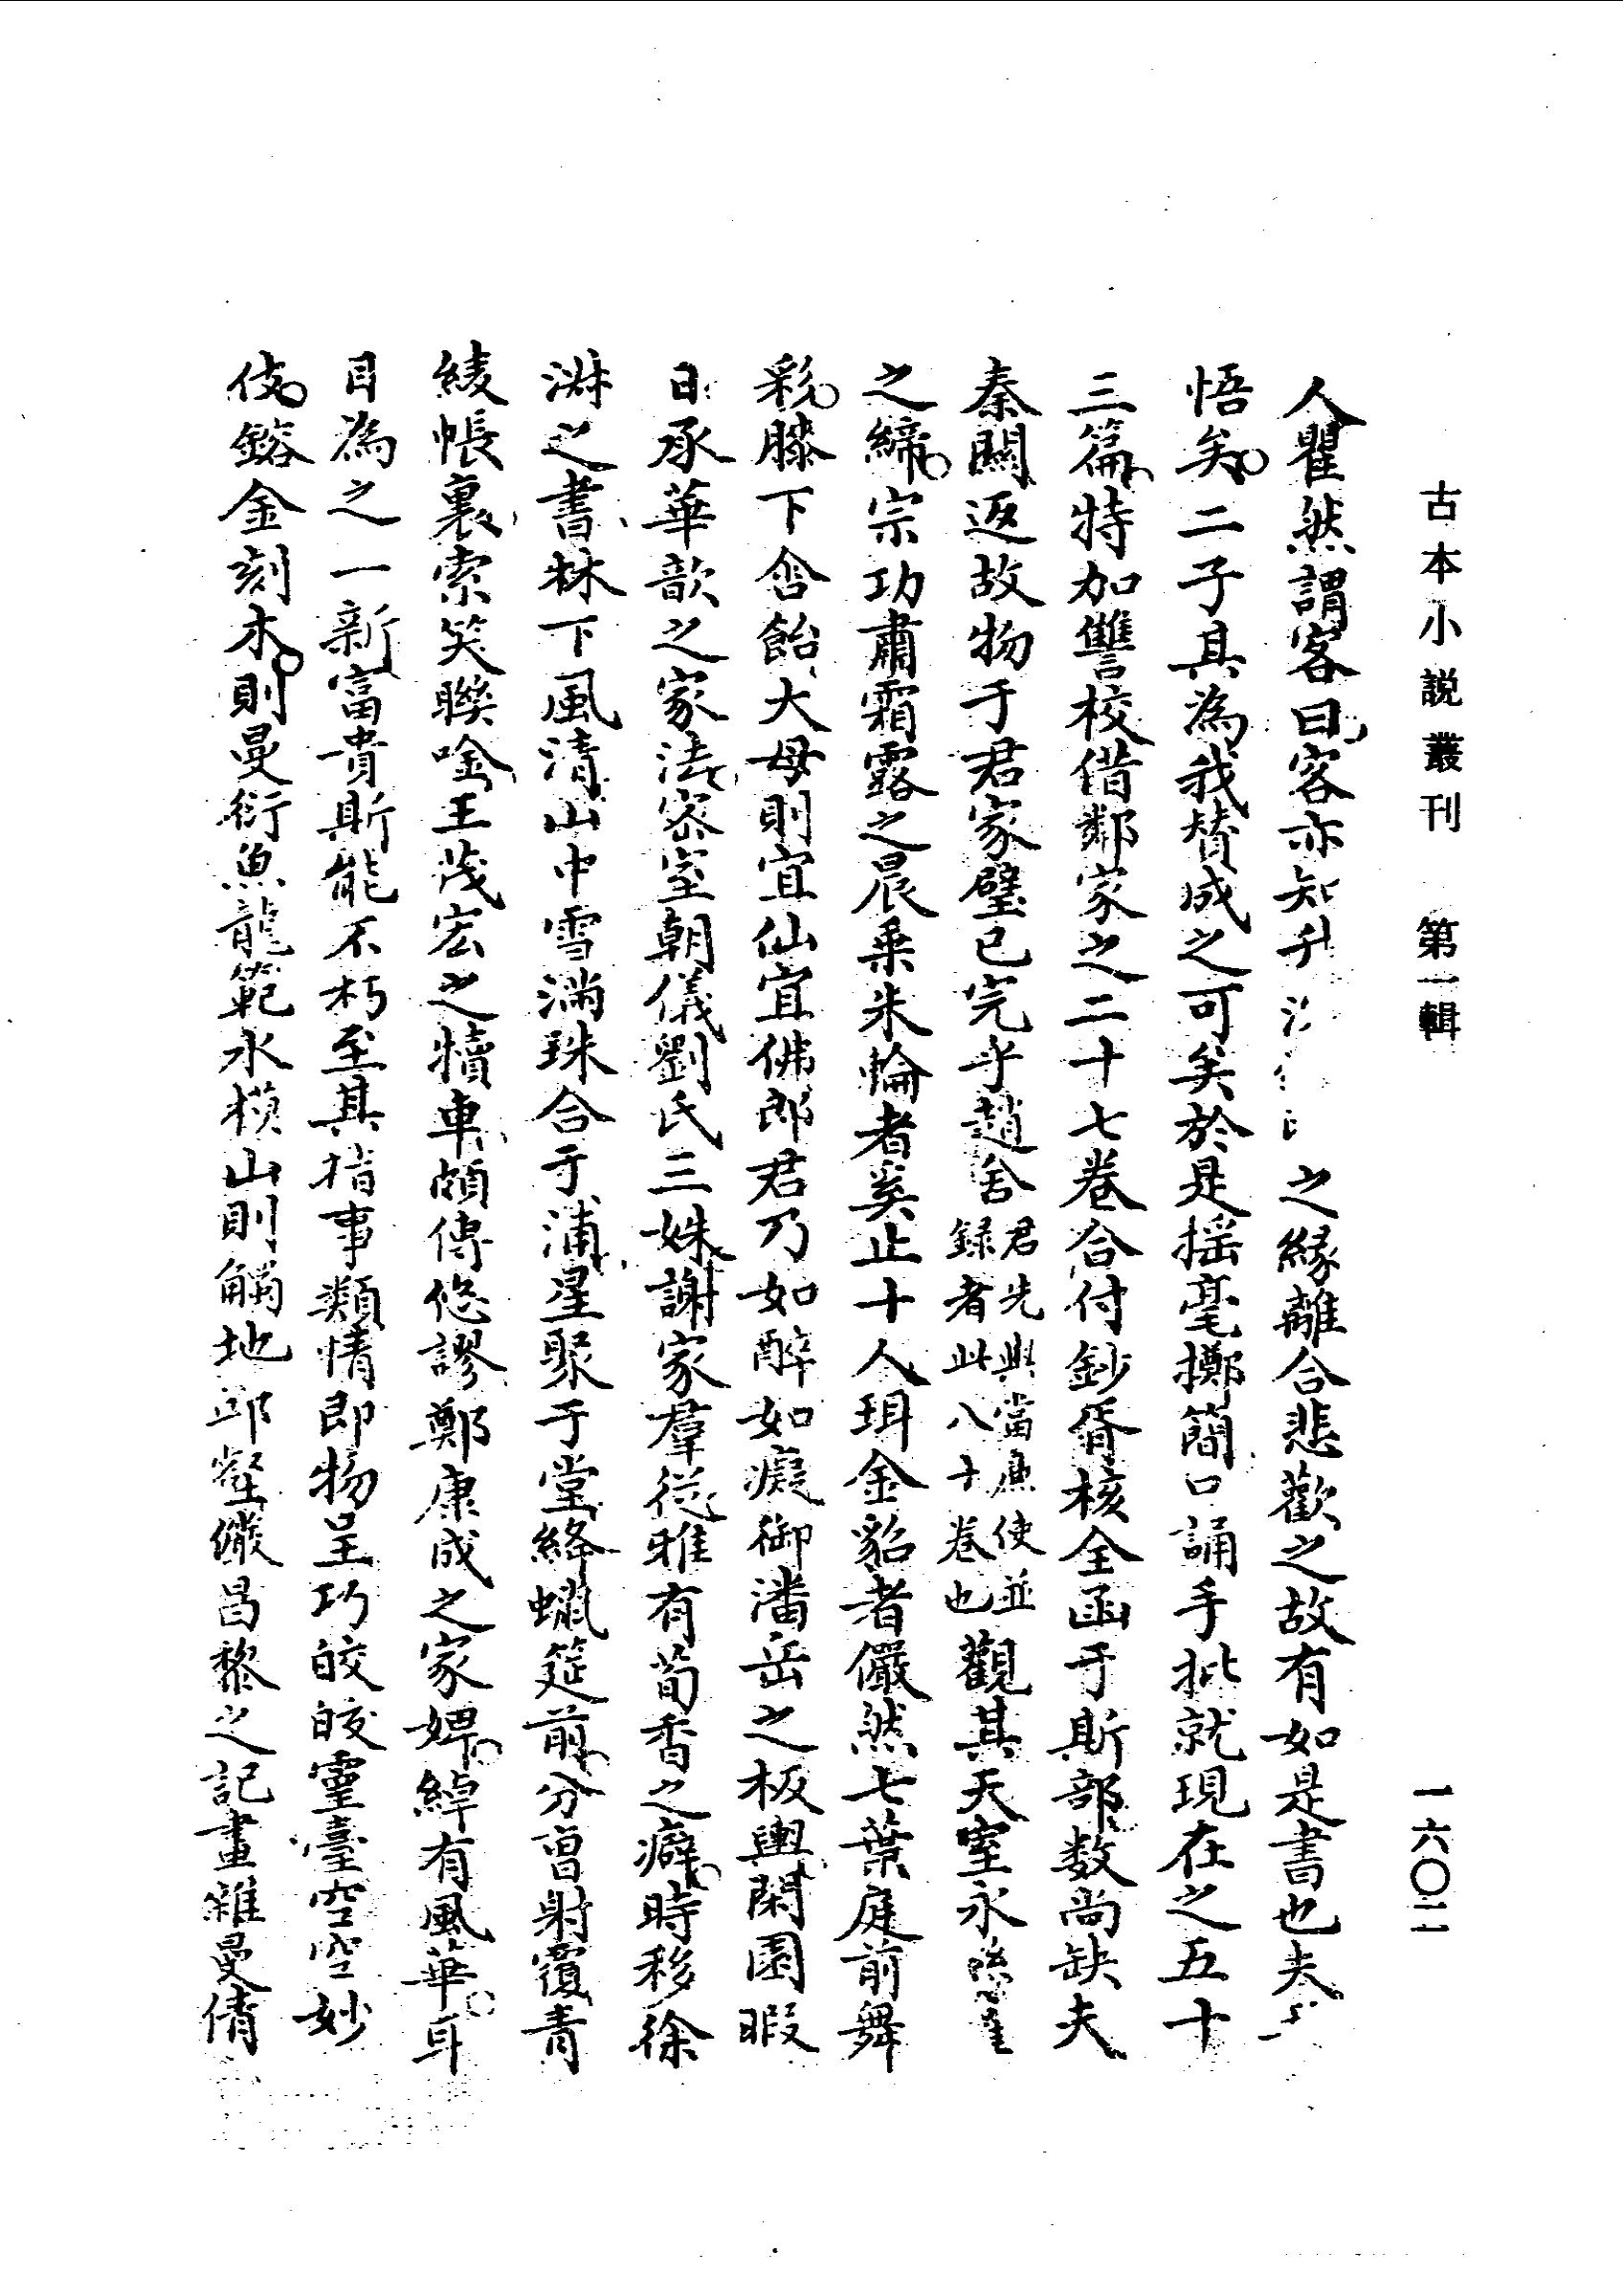 古本小說叢刊　第一輯
一六〇二
人瞿然謂客曰客亦知升沉之緣離合悲歡之故有如是書也夫
悟矣二子其為我贊成之可矣於是搖毫擲簡口誦手批就現在之五十
三篇特加讐校借鄰家之二十七卷合付鈔胥核全函于斯部数尚缺夫
秦關返故物于君家璧已完乎趙舍君先與當廉使並録者此八十卷也觀其天室永
之締宗功肅霜露之晨乗朱輪者奚止十人珥金貂者儼然七葉庭前舞
彩膝下含飴大母則宜仙宜佛郎君乃如醉如癡御潘岳之板輿閑園暇
日承華歆之家法密室朝儀劉氏三姝謝家羣從雅有荀香之癖時移徐
淋之書林下風清山中雪滿珠合于浦星聚于堂絳蠟筵前分曹射覆青
綾帳裏索笑聯唫王茂宏之犢車頗傳悠謬鄭康成之家婢綽有風華耳
目為之一新富貴斯能不朽至其指事類情即物呈巧皎皎靈臺空空妙
伎鎔金刻木則曼衍魚龍範水模山則觸地邱壑儼昌黎之記畫雜曼倩